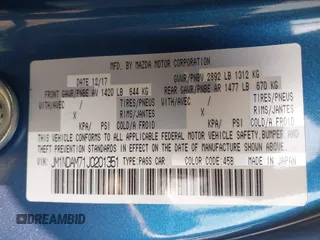 MFD. BY MAZDA MOTOR CORPORATION
DATE 12/17 GVWR/PNBV 2892 LB 1312 KG
FRONT GAWR/PNBE AV 1420 LB 644 KG REAR GAWR/PNBE AR 1477 LB 670 KG
WITH/AVEC / X TIRES/PNEUS WITH/AVEC / X TIRES/PNEUS
/ X RIMS/JANTES / X RIMS/JANTES
KPA/ PSI COLD/A FROID KPA/ PSI COLD/A FROID
THIS VEHICLE CONFORMS TO ALL APPLICABLE FEDERAL MOTOR VEHICLE SAFETY, BUMPER, AND
THEFT PREVENTION STANDARDS IN EFFECT ON THE DATE OF MANUFACTURE SHOWN ABOVE.
VIN: JM1NDAM71J0201351 TYPE: PASS CAR COLOR CODE: 45B MADE IN JAPAN
BIDINFO